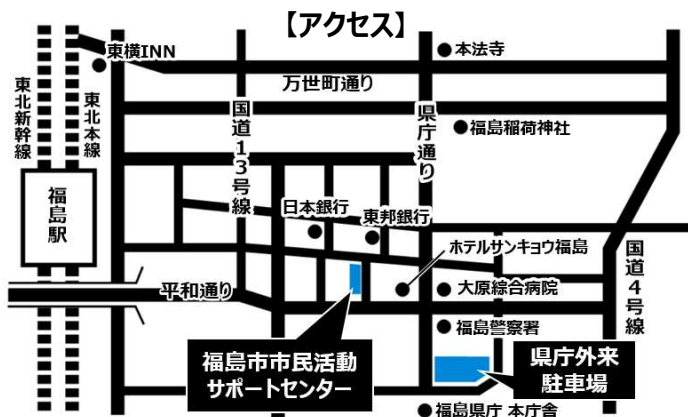 【アクセス】
東横INN
本法寺
万世町通り
東北新幹線
東北本線
国道13号線
県庁通り
福島稲荷神社
福島駅
日本銀行
東邦銀行
ホテルサンキョウ福島
国道4号線
平和通り
大原綜合病院
福島警察署
福島市市民活動
サポートセンター
県庁外来
駐車場
福島県庁 本庁舎